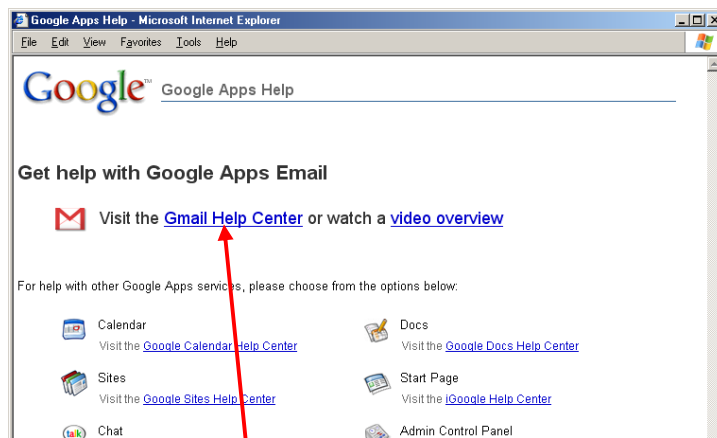 Google Apps Help - Microsoft Internet Explorer
File Edit View Favorites Tools Help
Google™ Google Apps Help
Get help with Google Apps Email
Visit the Gmail Help Center or watch a video overview
For help with other Google Apps services, please choose from the options below:
Calendar Docs
Visit the Google Calendar Help Center Visit the Google Docs Help Center
Sites Start Page
Visit the Google Sites Help Center Visit the iGoogle Help Center
talk Chat Admin Control Panel